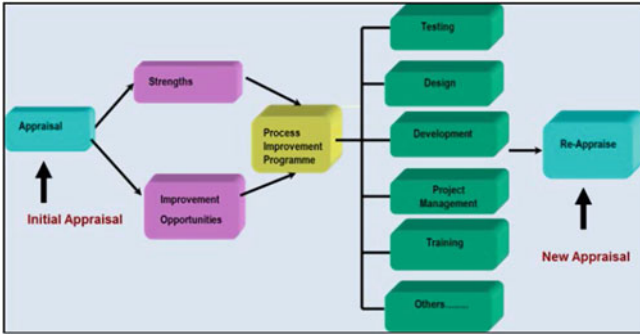 Appraisal
Initial Appraisal
Strengths
Improvement
Opportunities
Process
Improvement
Programme
Testing
Design
Development
Project
Management
Training
Others.........
Re-Appraise
New Appraisal